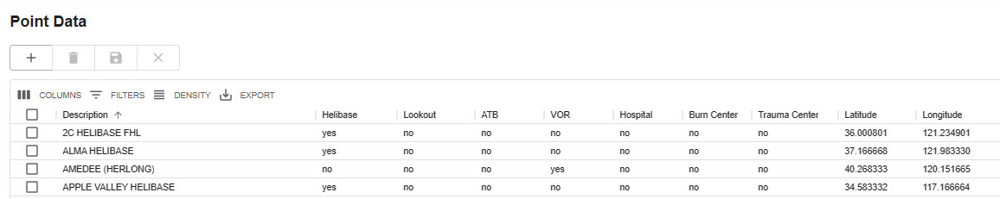 Point Data
COLUMNS FILTERS DENSITY EXPORT
Description Helibase Lookout ATB VOR Hospital Burn Center Trauma Center Latitude Longitude
2C HELIBASE FHL yes no no no no no no 36.000801 121.234901
ALMA HELIBASE yes no no no no no no 37.166668 121.983330
AMEDEE (HERLONG) no no no yes no no no 40.268333 120.151665
APPLE VALLEY HELIBASE yes no no no no no no 34.583332 117.166664